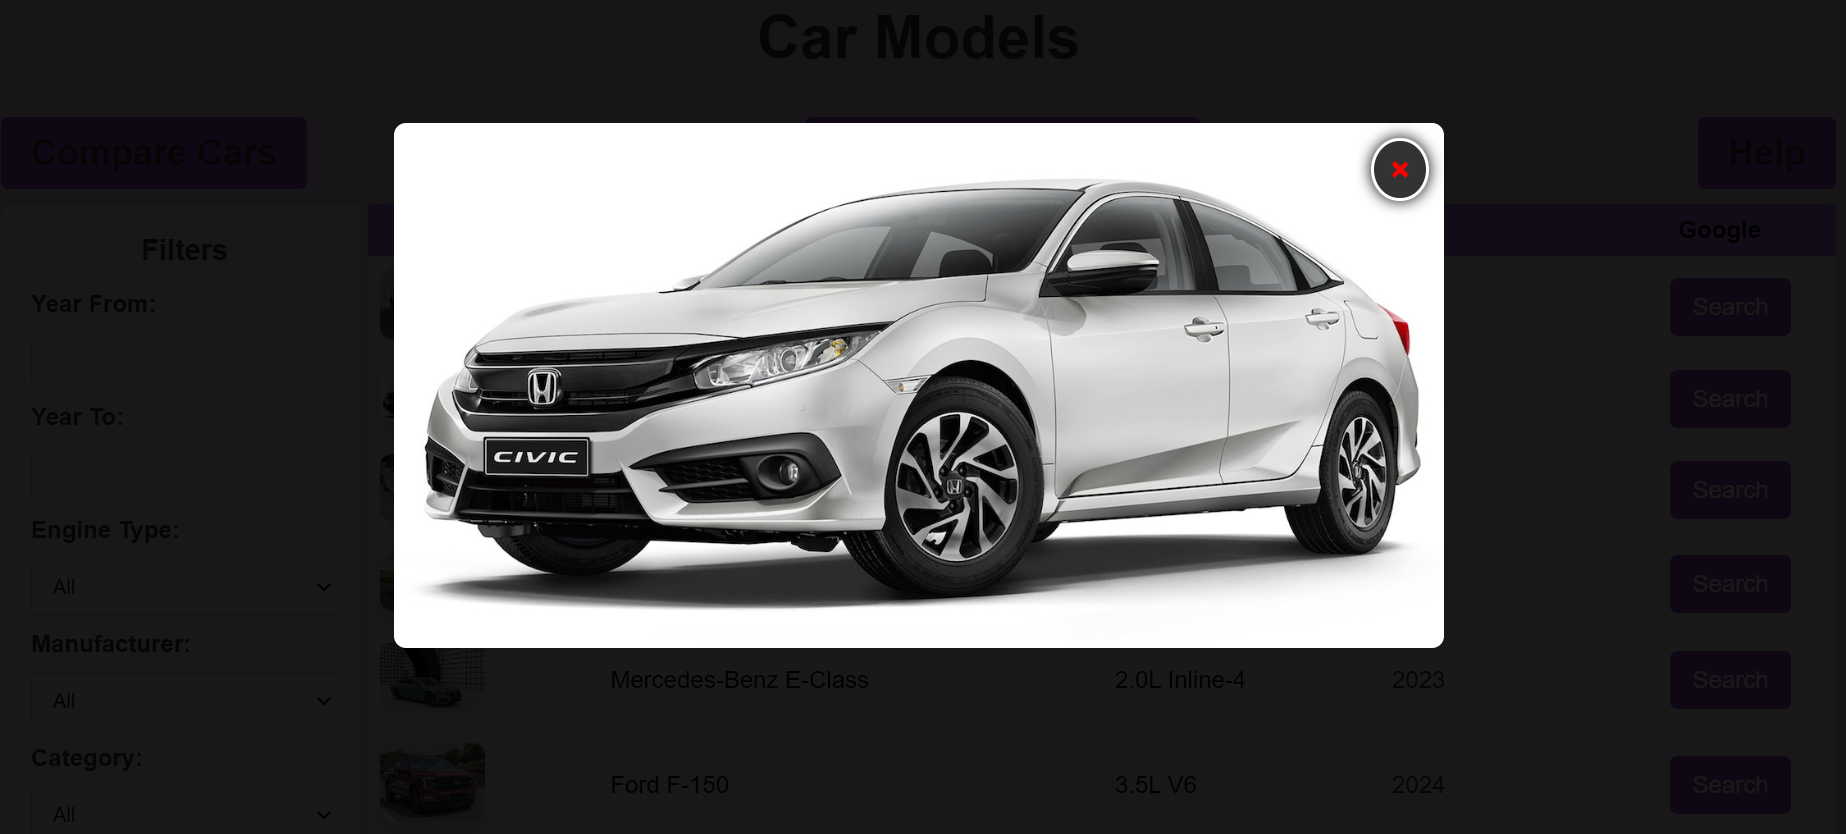 Car Models
Compare Cars
Help
Filters
Google
Year From:
Search
Year To:
Search
CIVIC
Search
Engine Type:
All
Search
Manufacturer:
All
Mercedes-Benz E-Class 2.0L Inline-4 2023 Search
Category:
All
Ford F-150 3.5L V6 2024 Search